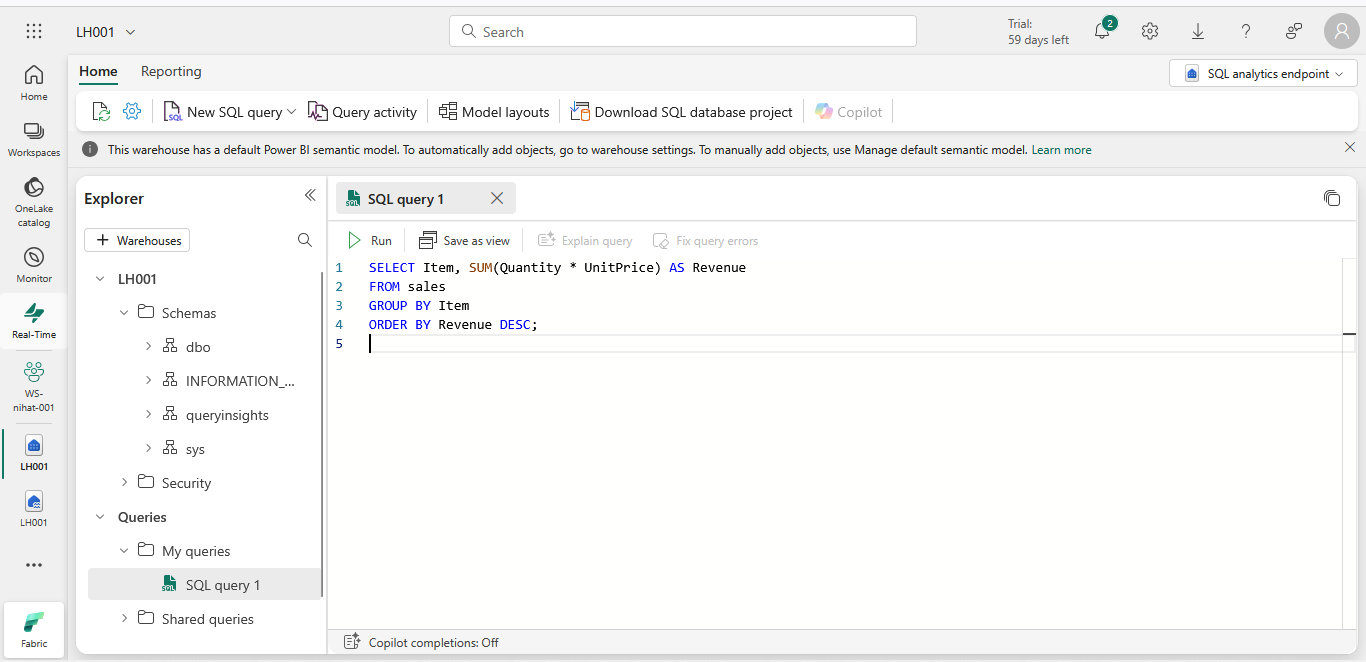 LH001
Search
Trial:
59 days left
2
Home
Reporting
SQL analytics endpoint
New SQL query
Query activity
Model layouts
Download SQL database project
Copilot
This warehouse has a default Power BI semantic model. To automatically add objects, go to warehouse settings. To manually add objects, use Manage default semantic model. Learn more
Home
Workspaces
OneLake
catalog
Monitor
Real-Time
WS-
nihat-001
LH001
LH001
Fabric
Explorer
Warehouses
LH001
Schemas
dbo
INFORMATION_...
queryinsights
sys
Security
Queries
My queries
SQL query 1
Shared queries
SQL query 1
Run
Save as view
Explain query
Fix query errors
1 SELECT Item, SUM(Quantity * UnitPrice) AS Revenue
2 FROM sales
3 GROUP BY Item
4 ORDER BY Revenue DESC;
5
Copilot completions: Off